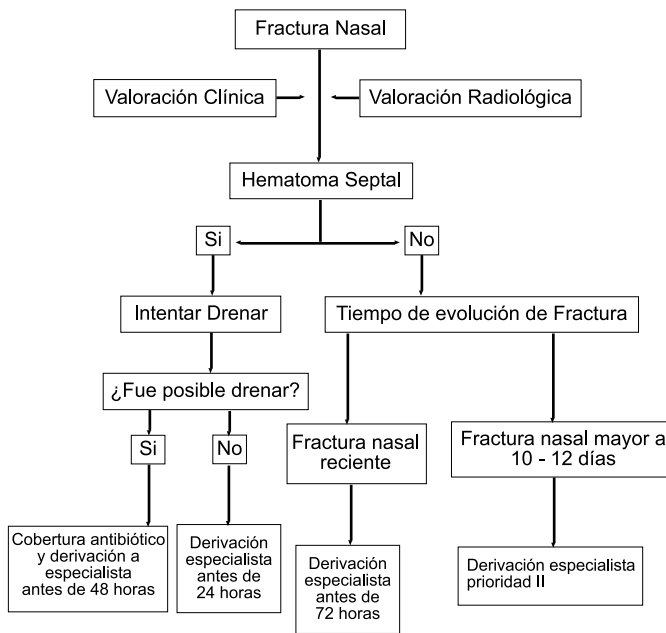 Fractura Nasal
Valoración Clínica
Valoración Radiológica
Hematoma Septal
Si
No
Intentar Drenar
Tiempo de evolución de Fractura
¿Fue posible drenar?
Si
No
Fractura nasal
reciente
Fractura nasal mayor a
10 - 12 días
Cobertura antibiótico
y derivación a
especialista
antes de 48 horas
Derivación
especialista
antes de
24 horas
Derivación
especialista
antes de
72 horas
Derivación especialista
prioridad II